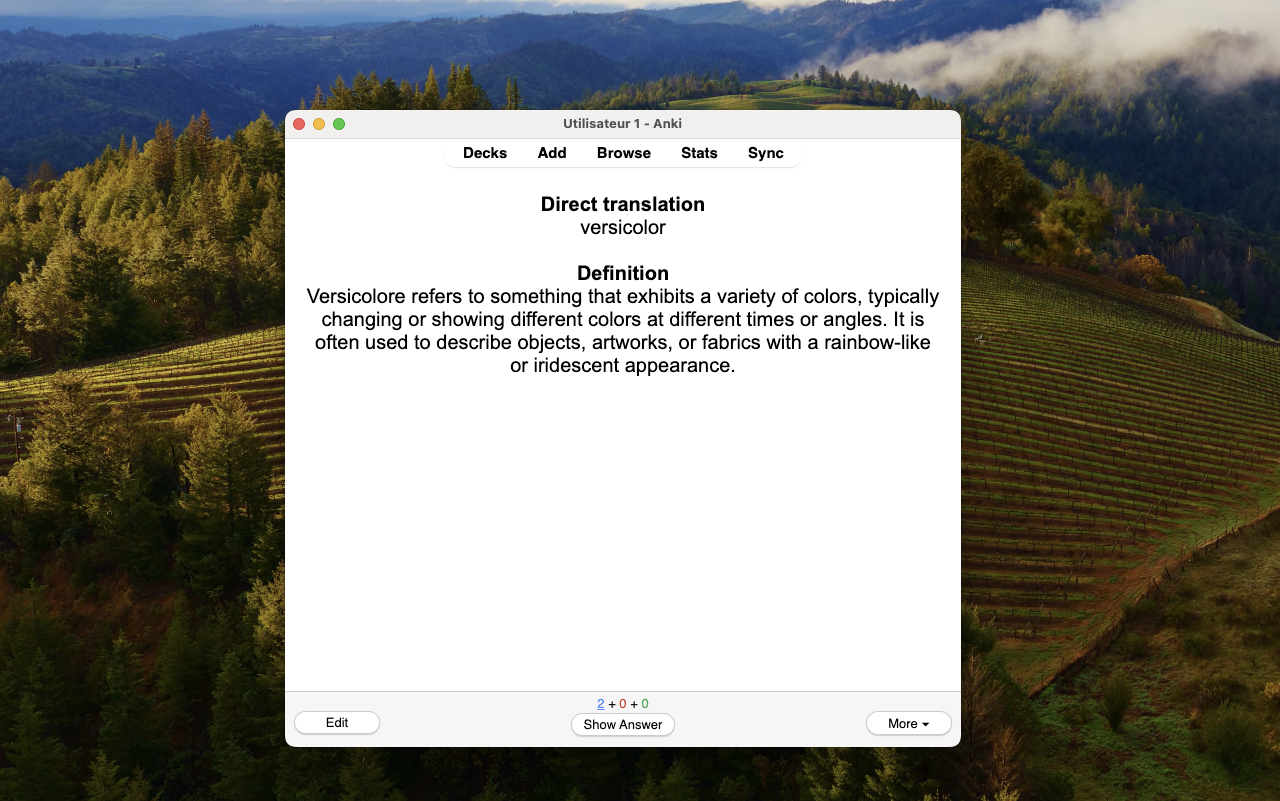 Utilisateur 1 - Anki
Decks Add Browse Stats Sync
Direct translation
versicolor
Definition
Versicolore refers to something that exhibits a variety of colors, typically
changing or showing different colors at different times or angles. It is
often used to describe objects, artworks, or fabrics with a rainbow-like
or iridescent appearance.
2 + 0 + 0
Edit Show Answer More